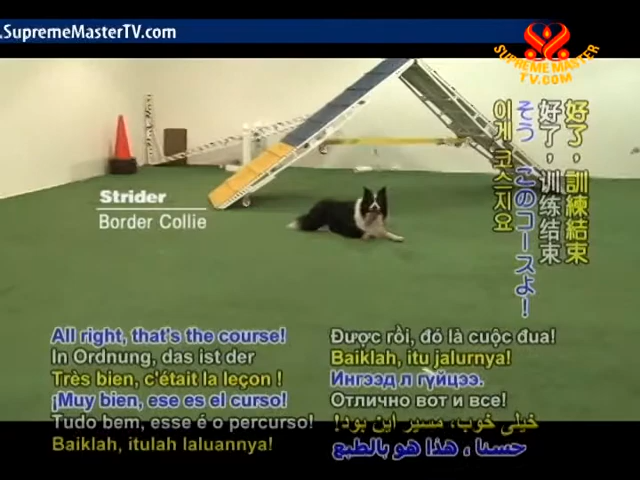 .SupremeMasterTV.com
SUPREME MASTER
TV.COM
好了，訓練結束
好了，训练结束
そう このコースよ！
이게 코스지요
Strider
Border Collie
All right, that's the course!
In Ordnung, das ist der
Très bien, c'était la leçon !
¡Muy bien, ese es el curso!
Tudo bem, esse é o percurso!
Baiklah, itulah laluannya!
Được rồi, đó là cuộc đua!
Baiklah, itu jalurnya!
Ингээд л гүйцээ.
Отлично вот и все!
خیلی خوب، مسیر این بود!
حسنا ، هذا هو بالطبع